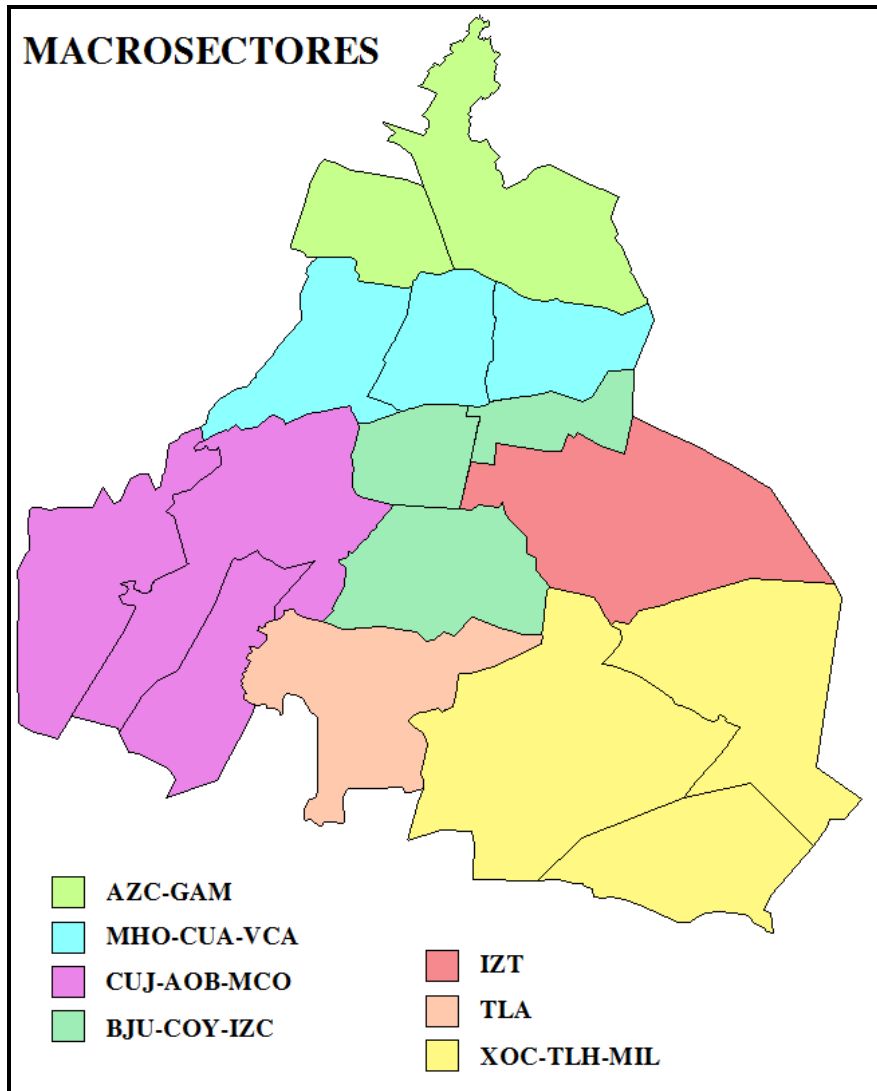 MACROSECTORES
AZC-GAM
MHO-CUA-VCA
CUJ-AOB-MCO
BJU-COY-IZC
IZT
TLA
XOC-TLH-MIL